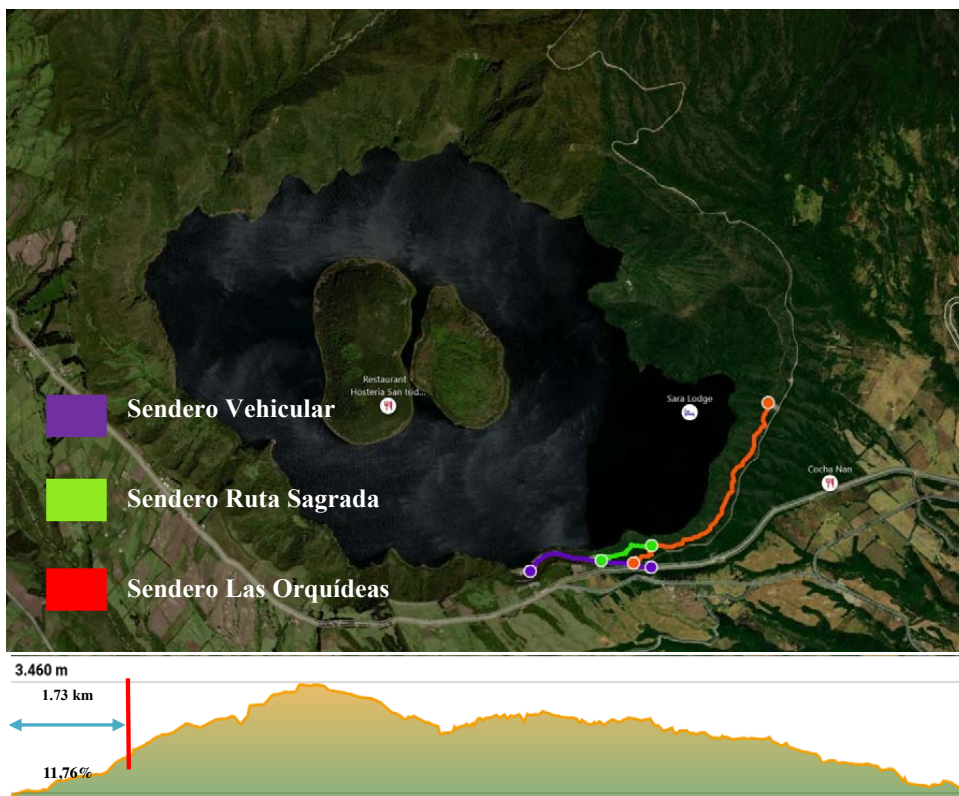 Restaurant
Hosteria San Isid...
Sara Lodge
Sendero Vehicular
Cocha Nan
Sendero Ruta Sagrada
Sendero Las Orquídeas
3.460 m
1.73 km
11,76%